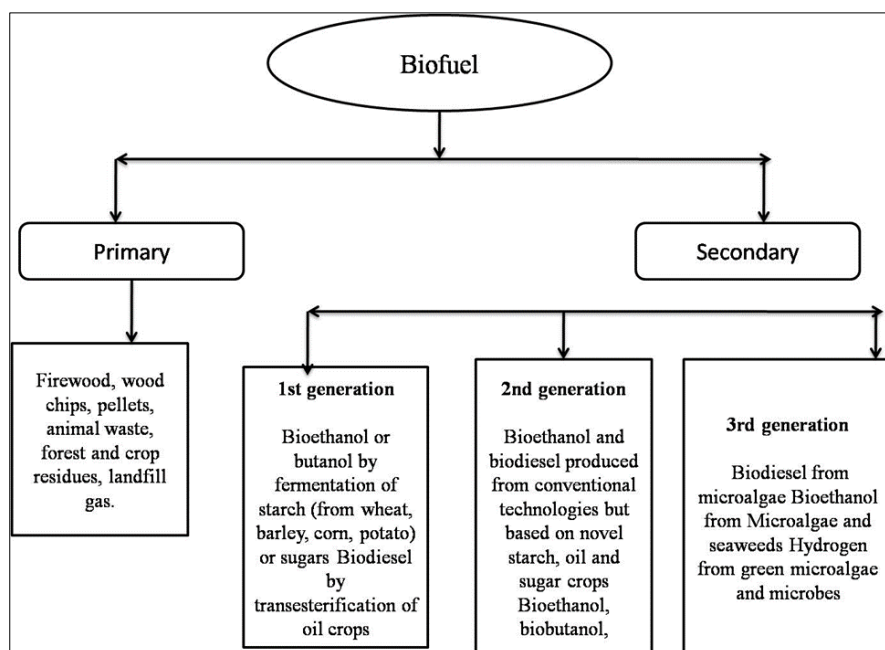 Biofuel
Primary
Secondary
Firewood, wood
chips, pellets,
animal waste,
forest and crop
residues, landfill
gas.
1st generation
Bioethanol or
butanol by
fermentation of
starch (from wheat,
barley, corn, potato)
or sugars Biodiesel by
transesterification of
oil crops
2nd generation
Bioethanol and
biodiesel produced
from conventional
technologies but
based on novel
starch, oil and
sugar crops
Bioethanol,
biobutanol,
3rd generation
Biodiesel from
microalgae Bioethanol
from Microalgae and
seaweeds Hydrogen
from green microalgae
and microbes